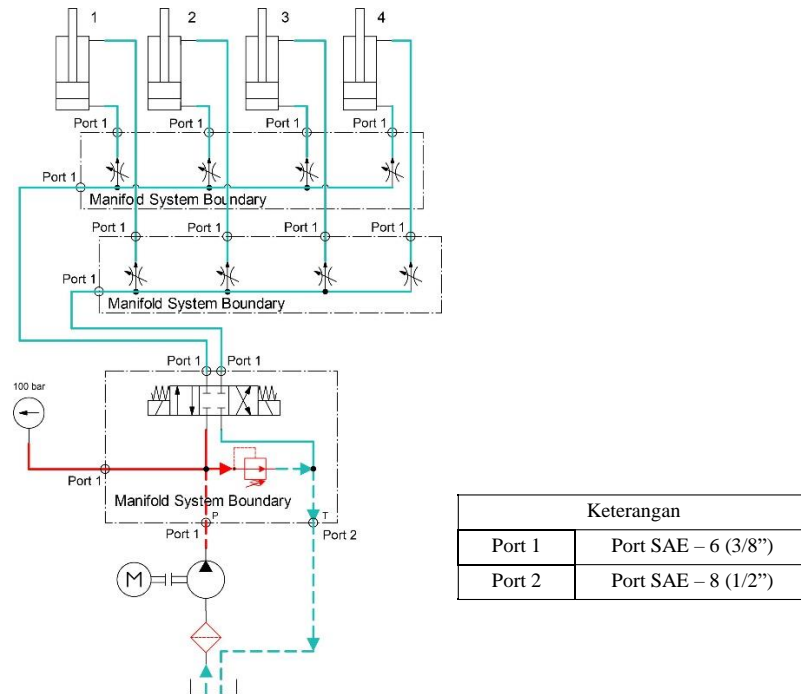 1 2 3 4
Port 1 Port 1 Port 1 Port 1
Port 1
Manifold System Boundary
Port 1 Port 1 Port 1 Port 1
Port 1
Manifold System Boundary
Port 1 Port 1
100 bar
Port 1
Manifold System Boundary
P T
Port 1 Port 2
M
Keterangan
Port 1 Port SAE – 6 (3/8”)
Port 2 Port SAE – 8 (1/2”)